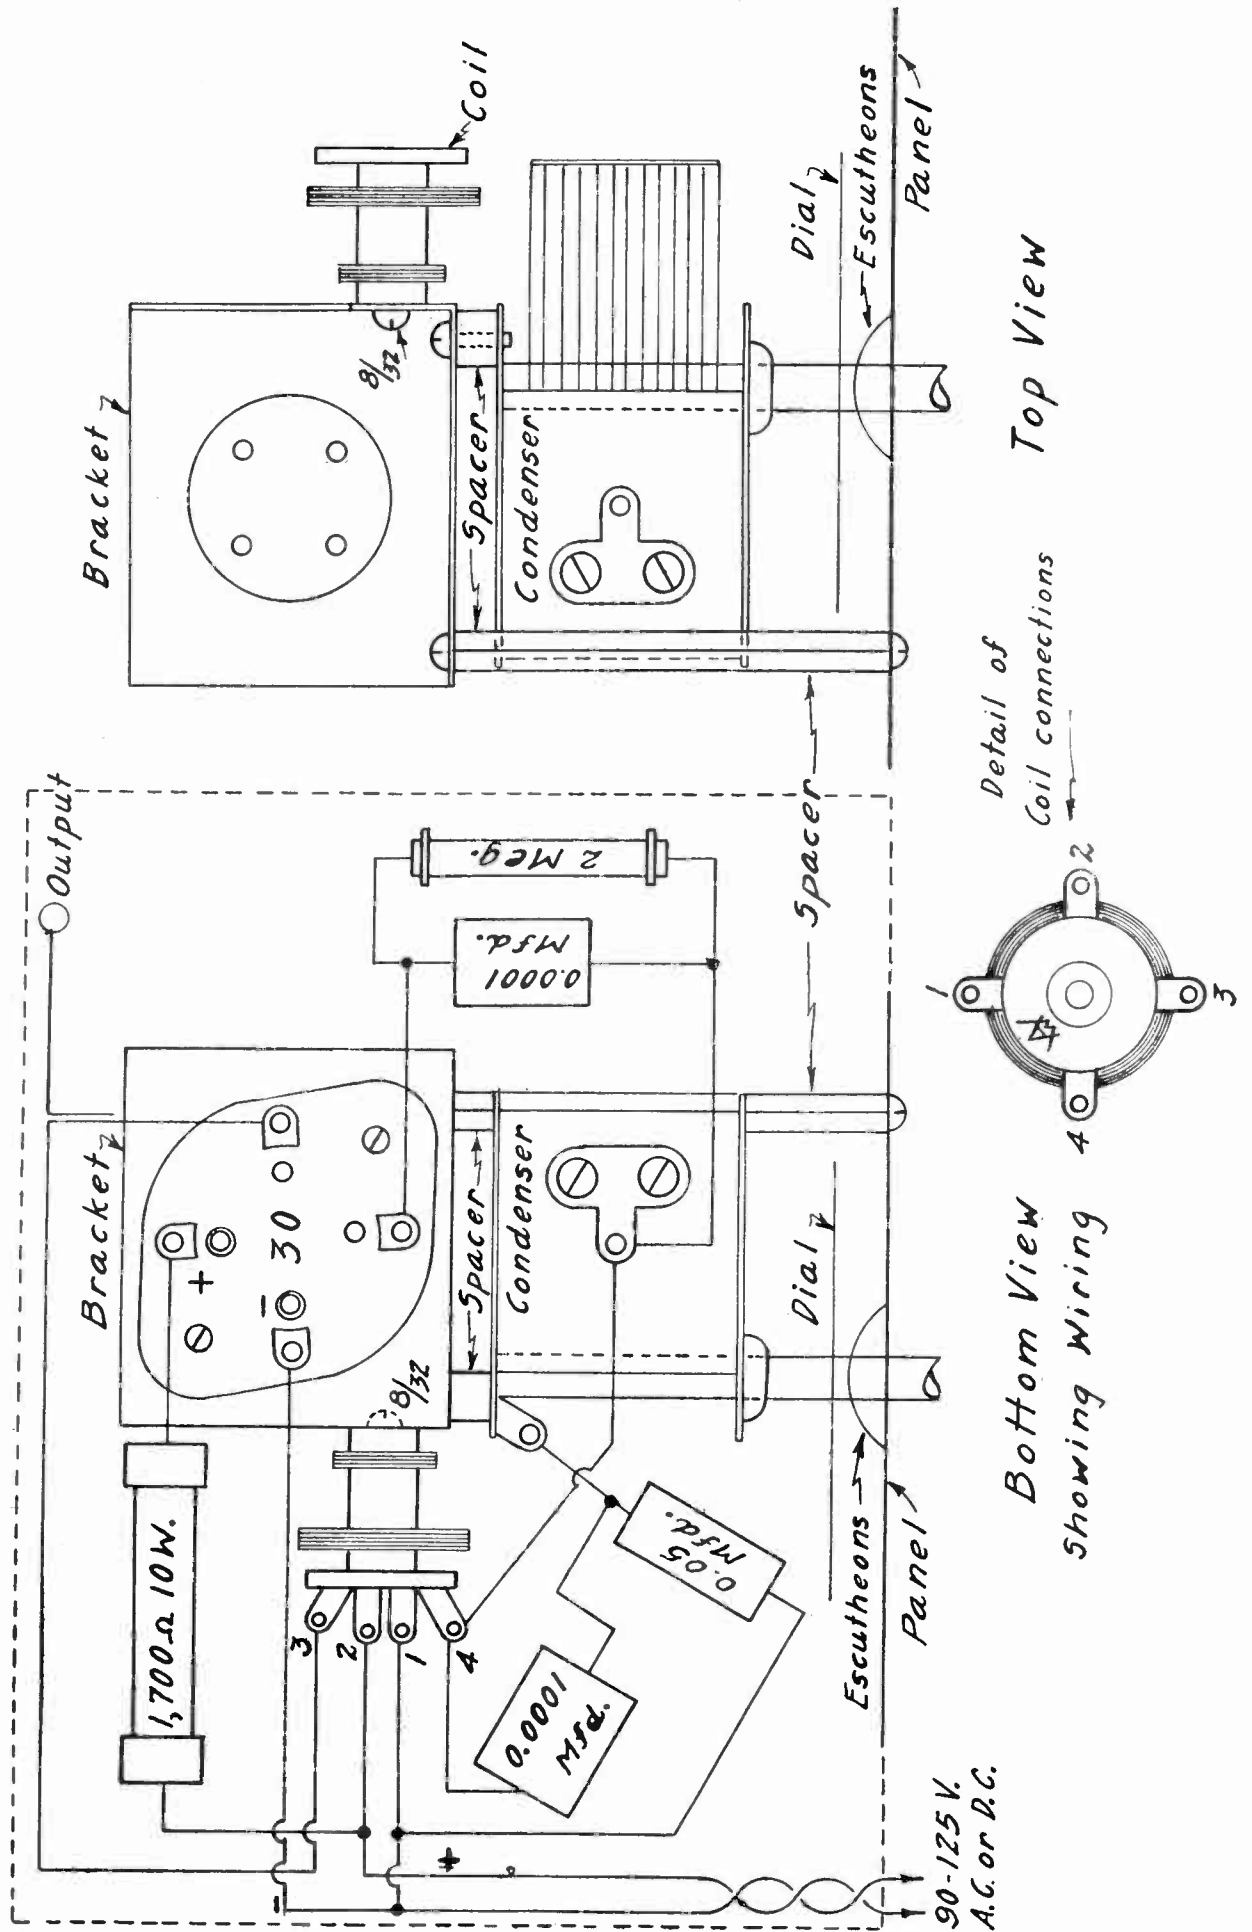 Output
Bracket
1,700Ω 10W.
+
−
30
8/32
3
2
1
4
Spacer
Condenser
0.0001
Mfd.
2 Meg.
0.0001
Mfd.
0.05
Mfd.
+
−
Dial
Escutheons
Panel
90-125 V.
A.C. or D.C.
Spacer
Bottom View
Showing Wiring
Bracket
Coil
8/32
Spacer
Condenser
Dial
Escutheons
Panel
Top View
Detail of
Coil connections
1
2
3
4